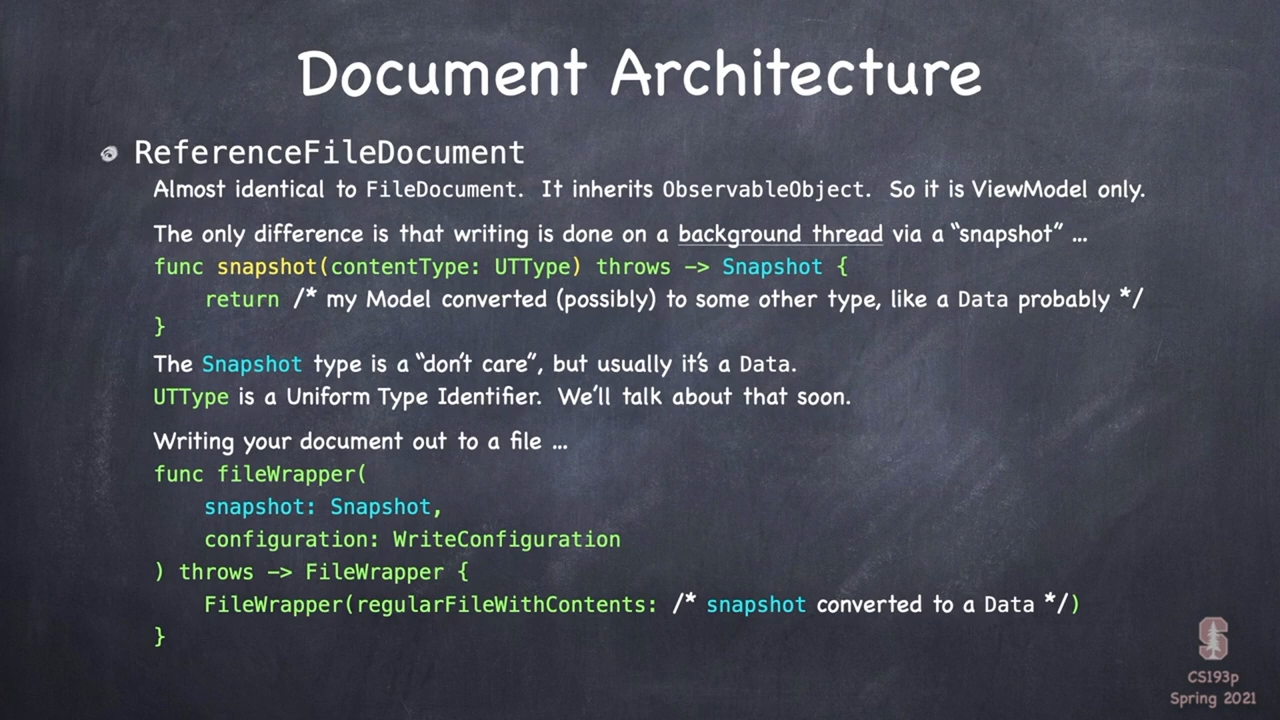 Document Architecture
ReferenceFileDocument
Almost identical to FileDocument. It inherits ObservableObject. So it is ViewModel only.
The only difference is that writing is done on a background thread via a “snapshot” ...
func snapshot(contentType: UTType) throws -> Snapshot {
return /* my Model converted (possibly) to some other type, like a Data probably */
}
The Snapshot type is a “don’t care”, but usually it’s a Data.
UTType is a Uniform Type Identifier. We’ll talk about that soon.
Writing your document out to a file ...
func fileWrapper(
snapshot: Snapshot,
configuration: WriteConfiguration
) throws -> FileWrapper {
FileWrapper(regularFileWithContents: /* snapshot converted to a Data */)
}
S
CS193p
Spring 2021